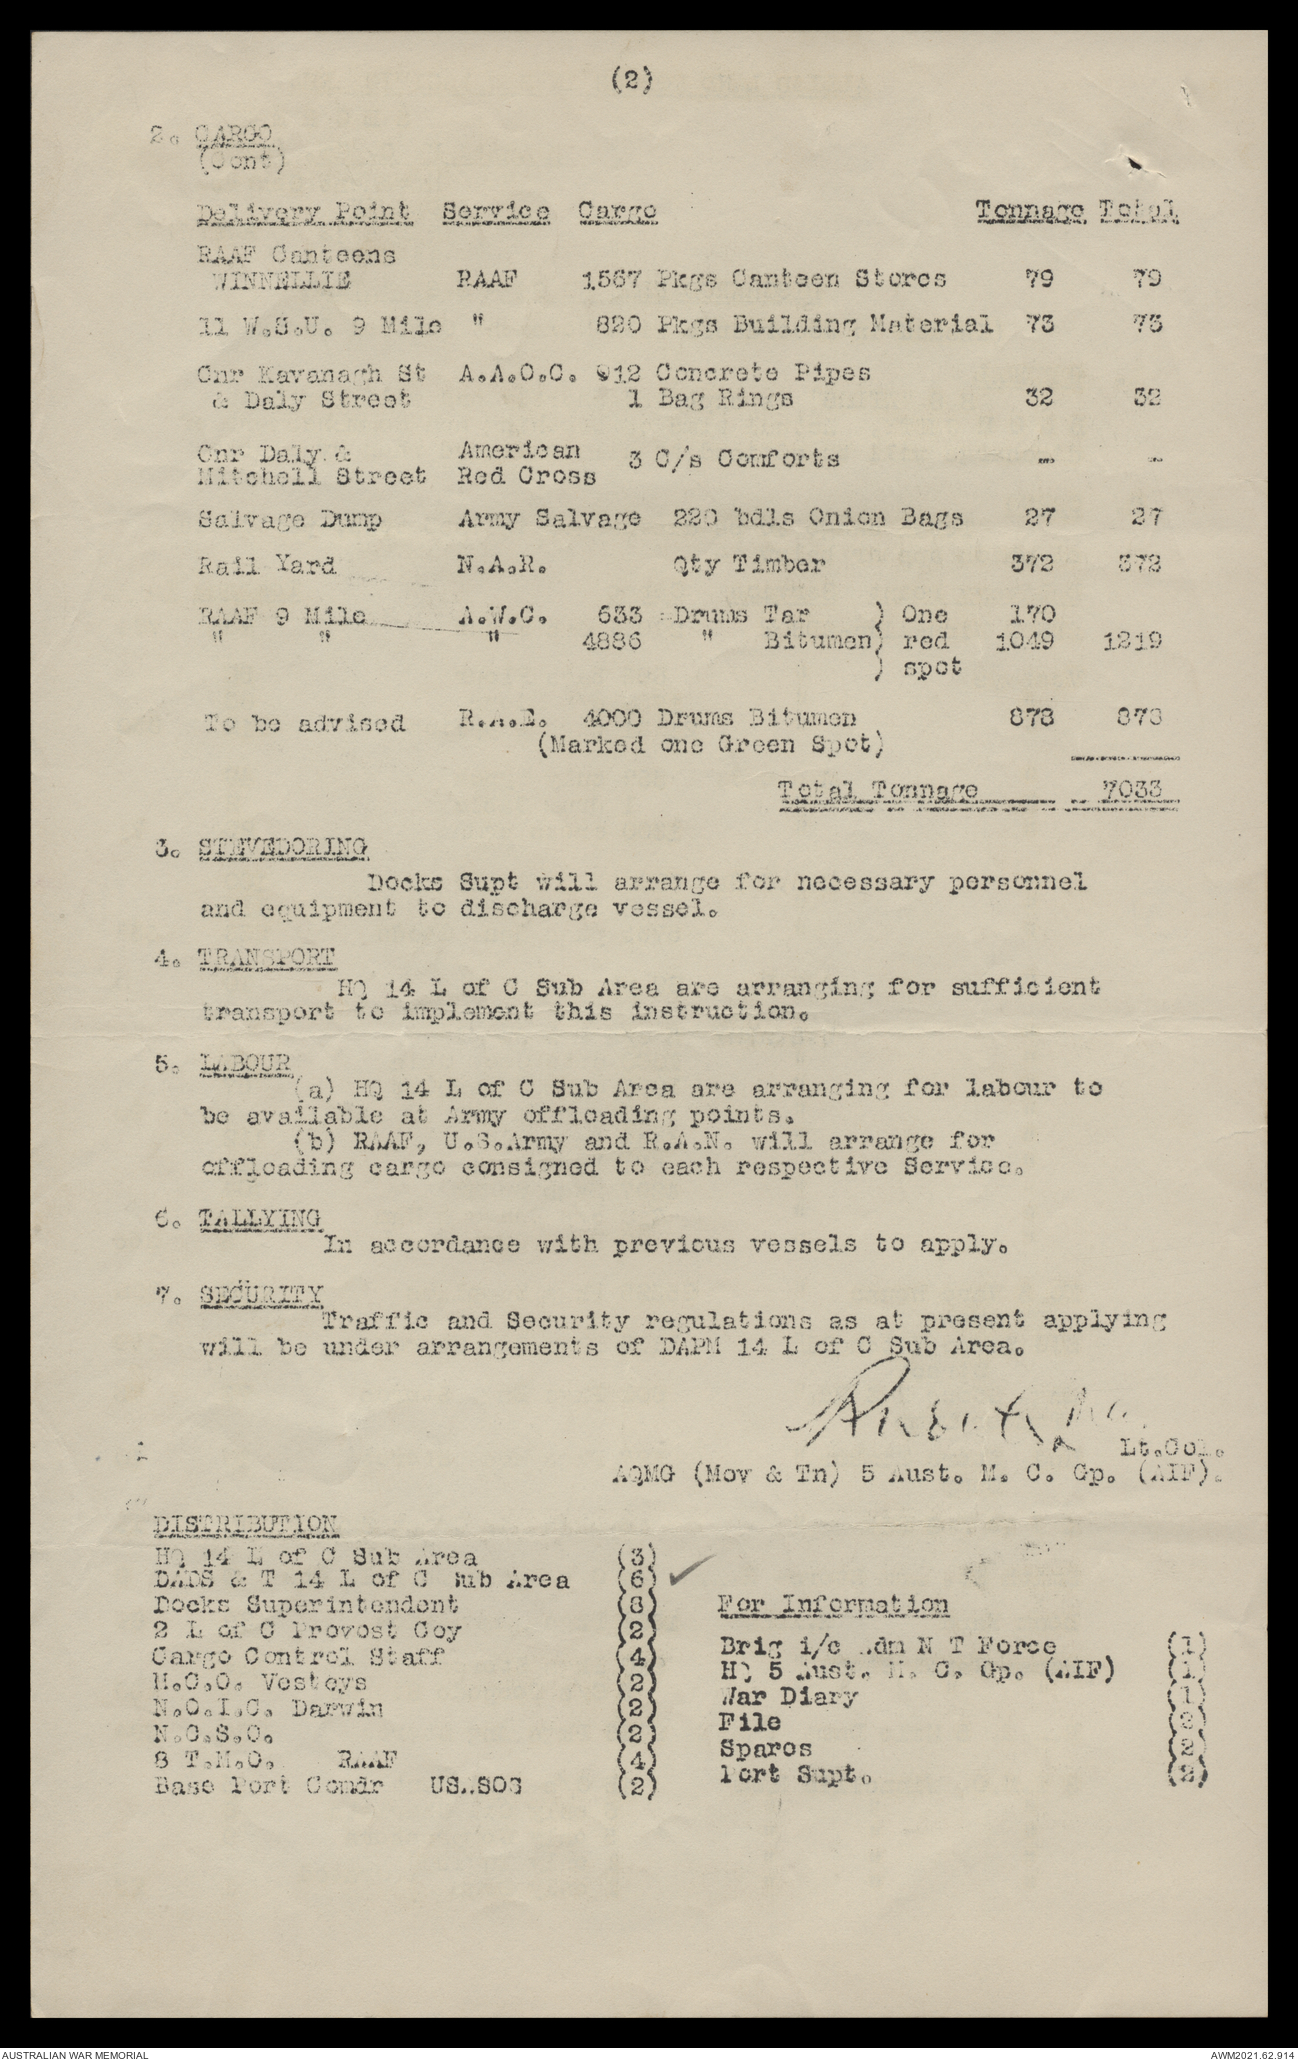 (2)
2. CARGO
(Cont)
Delivery Point Service Cargo Tonnage Total
RAAF Canteens
WINNELLIE RAAF 1567 Pkgs Canteen Stores 79 79
11 W.S.U. 9 Mile " 820 Pkgs Building Material 73 73
Cnr Kavanagh St A.A.O.C. 912 Concrete Pipes
& Daly Street 1 Bag Rings 32 32
Cnr Daly & American 3 C/s Comforts - -
Mitchell Street Red Cross
Salvage Dump Army Salvage 220 bdls Onion Bags 27 27
Rail Yard N.A.R. Qty Timber 372 372
RAAF 9 Mile A.W.C. 633 Drums Tar ) One 170
" " " 4886 " Bitumen) red 1049 1219
) spot
To be advised R.A.E. 4000 Drums Bitumen 878 878
(Marked one Green Spot)
Total Tonnage 7033
3. STEVEDORING
Docks Supt will arrange for necessary personnel
and equipment to discharge vessel.
4. TRANSPORT
HQ 14 L of C Sub Area are arranging for sufficient
transport to implement this instruction.
5. LABOUR
(a) HQ 14 L of C Sub Area are arranging for labour to
be available at Army offloading points.
(b) RAAF, U.S.Army and R.A.N. will arrange for
offloading cargo consigned to each respective Service.
6. TALLYING
In accordance with previous vessels to apply.
7. SECURITY
Traffic and Security regulations as at present applying
will be under arrangements of DAPM 14 L of C Sub Area.
Lt.Col.
AQMG (Mov & Tn) 5 Aust. M. C. Gp. (AIF).
DISTRIBUTION
HQ 14 L of C Sub Area (3)
DADS & T 14 L of C Sub Area (6)
Docks Superintendent (8)
2 L of C Provost Coy (2)
Cargo Control Staff (4)
M.C.O. Vesteys (2)
N.O.I.C. Darwin (2)
N.C.S.O. (2)
8 T.M.O. RAAF (4)
Base Port Comdr USASOS (2)
For Information
Brig i/c Adm N T Force (1)
HQ 5 Aust. M. C. Gp. (AIF) (1)
War Diary (1)
File (2)
Spares (2)
Port Supt. (2)
AUSTRALIAN WAR MEMORIAL AWM2021.62.914